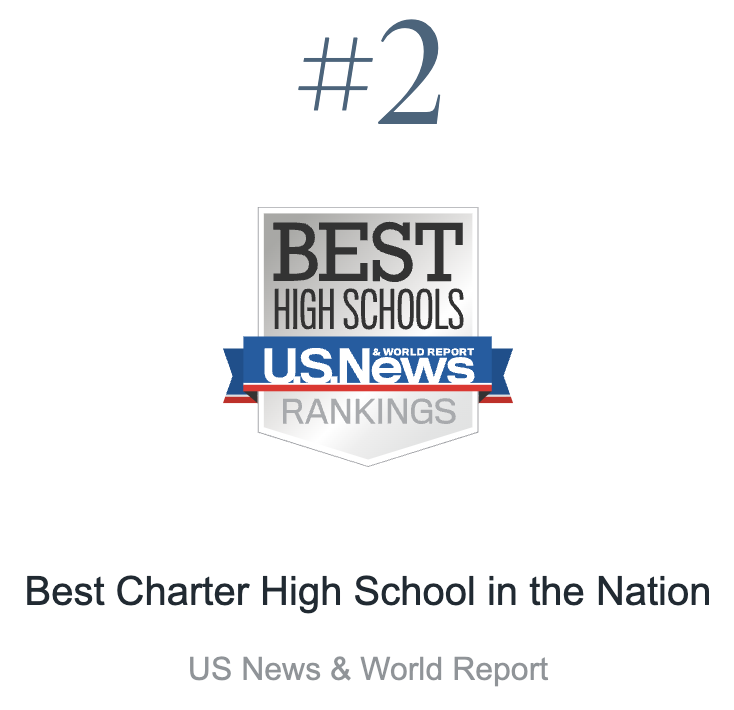 #2
BEST
HIGH SCHOOLS
& WORLD REPORT
U.S.News
RANKINGS
Best Charter High School in the Nation
US News & World Report